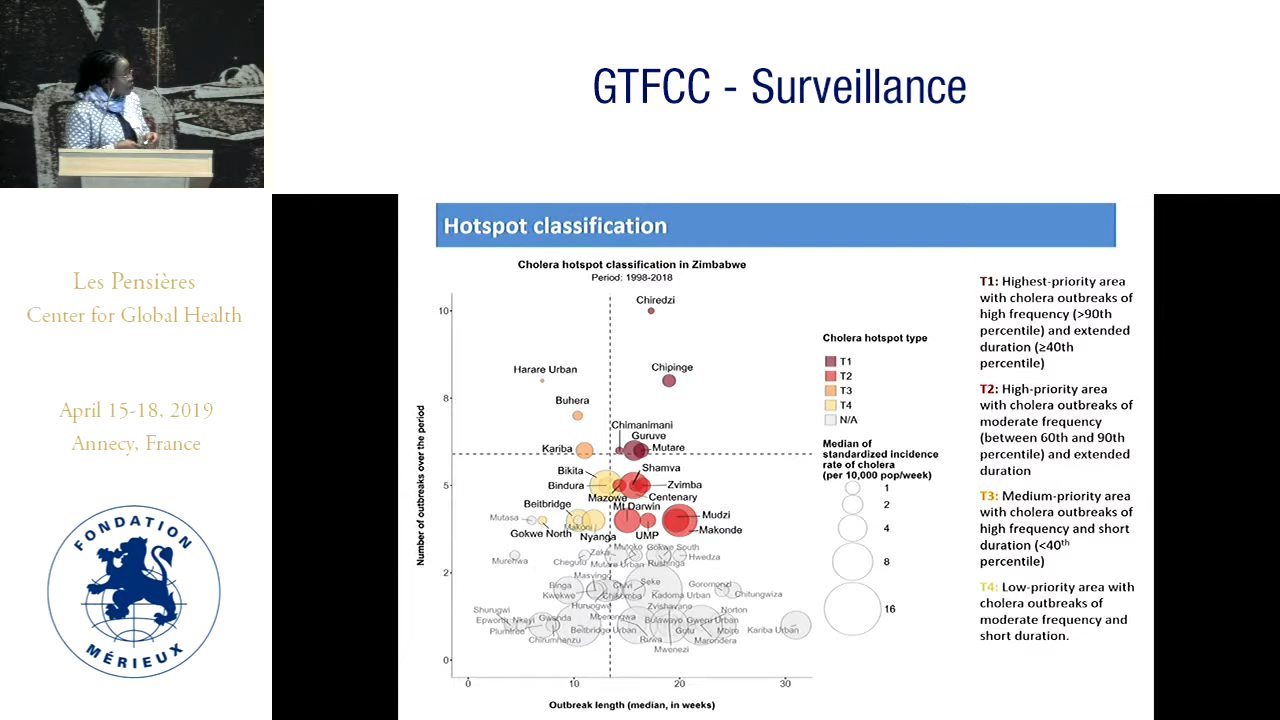 GTFCC - Surveillance
Les Pensières
Center for Global Health
April 15-18, 2019
Annecy, France
FONDATION
MÉRIEUX
Hotspot classification
Cholera hotspot classification in Zimbabwe
Period: 1998-2018
Number of outbreaks over the period
10
8
5
2
0
Chiredzi
Harare Urban
Chipinge
Buhera
Chimanimani
Guruve
Kariba
Mutare
Bikita
Shamva
Bindura
Zvimba
Mazowe
Centenary
Beitbridge
Mt Darwin
Mutasa
Mudzi
Makoni
Gokwe North
Nyanga
UMP
Makonde
Murehwa
Chegutu
Zaka
Mutoko
Gokwe South
Hwedza
Mutare Urban
Rushinga
Masvingo
Binga
Chivi
Seke
Goromonzi
Kwekwe
Chikomba
Kadoma Urban
Chitungwiza
Shurugwi
Hurungwe
Zvishavane
Norton
Epworth
Nkayi
Gwanda
Mberengwa
Bulawayo
Gweru Urban
Plumtree
Beitbridge Urban
Gutu
Mbire
Kariba Urban
Chirumhanzu
Marondera
Mwenezi
0
10
20
30
Outbreak length (median, in weeks)
Cholera hotspot type
T1
T2
T3
T4
N/A
Median of
standardized incidence
rate of cholera
(per 10,000 pop/week)
1
2
4
8
16
T1: Highest-priority area
with cholera outbreaks of
high frequency (>90th
percentile) and extended
duration (≥40th
percentile)
T2: High-priority area
with cholera outbreaks of
moderate frequency
(between 60th and 90th
percentile) and extended
duration
T3: Medium-priority area
with cholera outbreaks of
high frequency and short
duration (<40th
percentile)
T4: Low-priority area with
cholera outbreaks of
moderate frequency and
short duration.